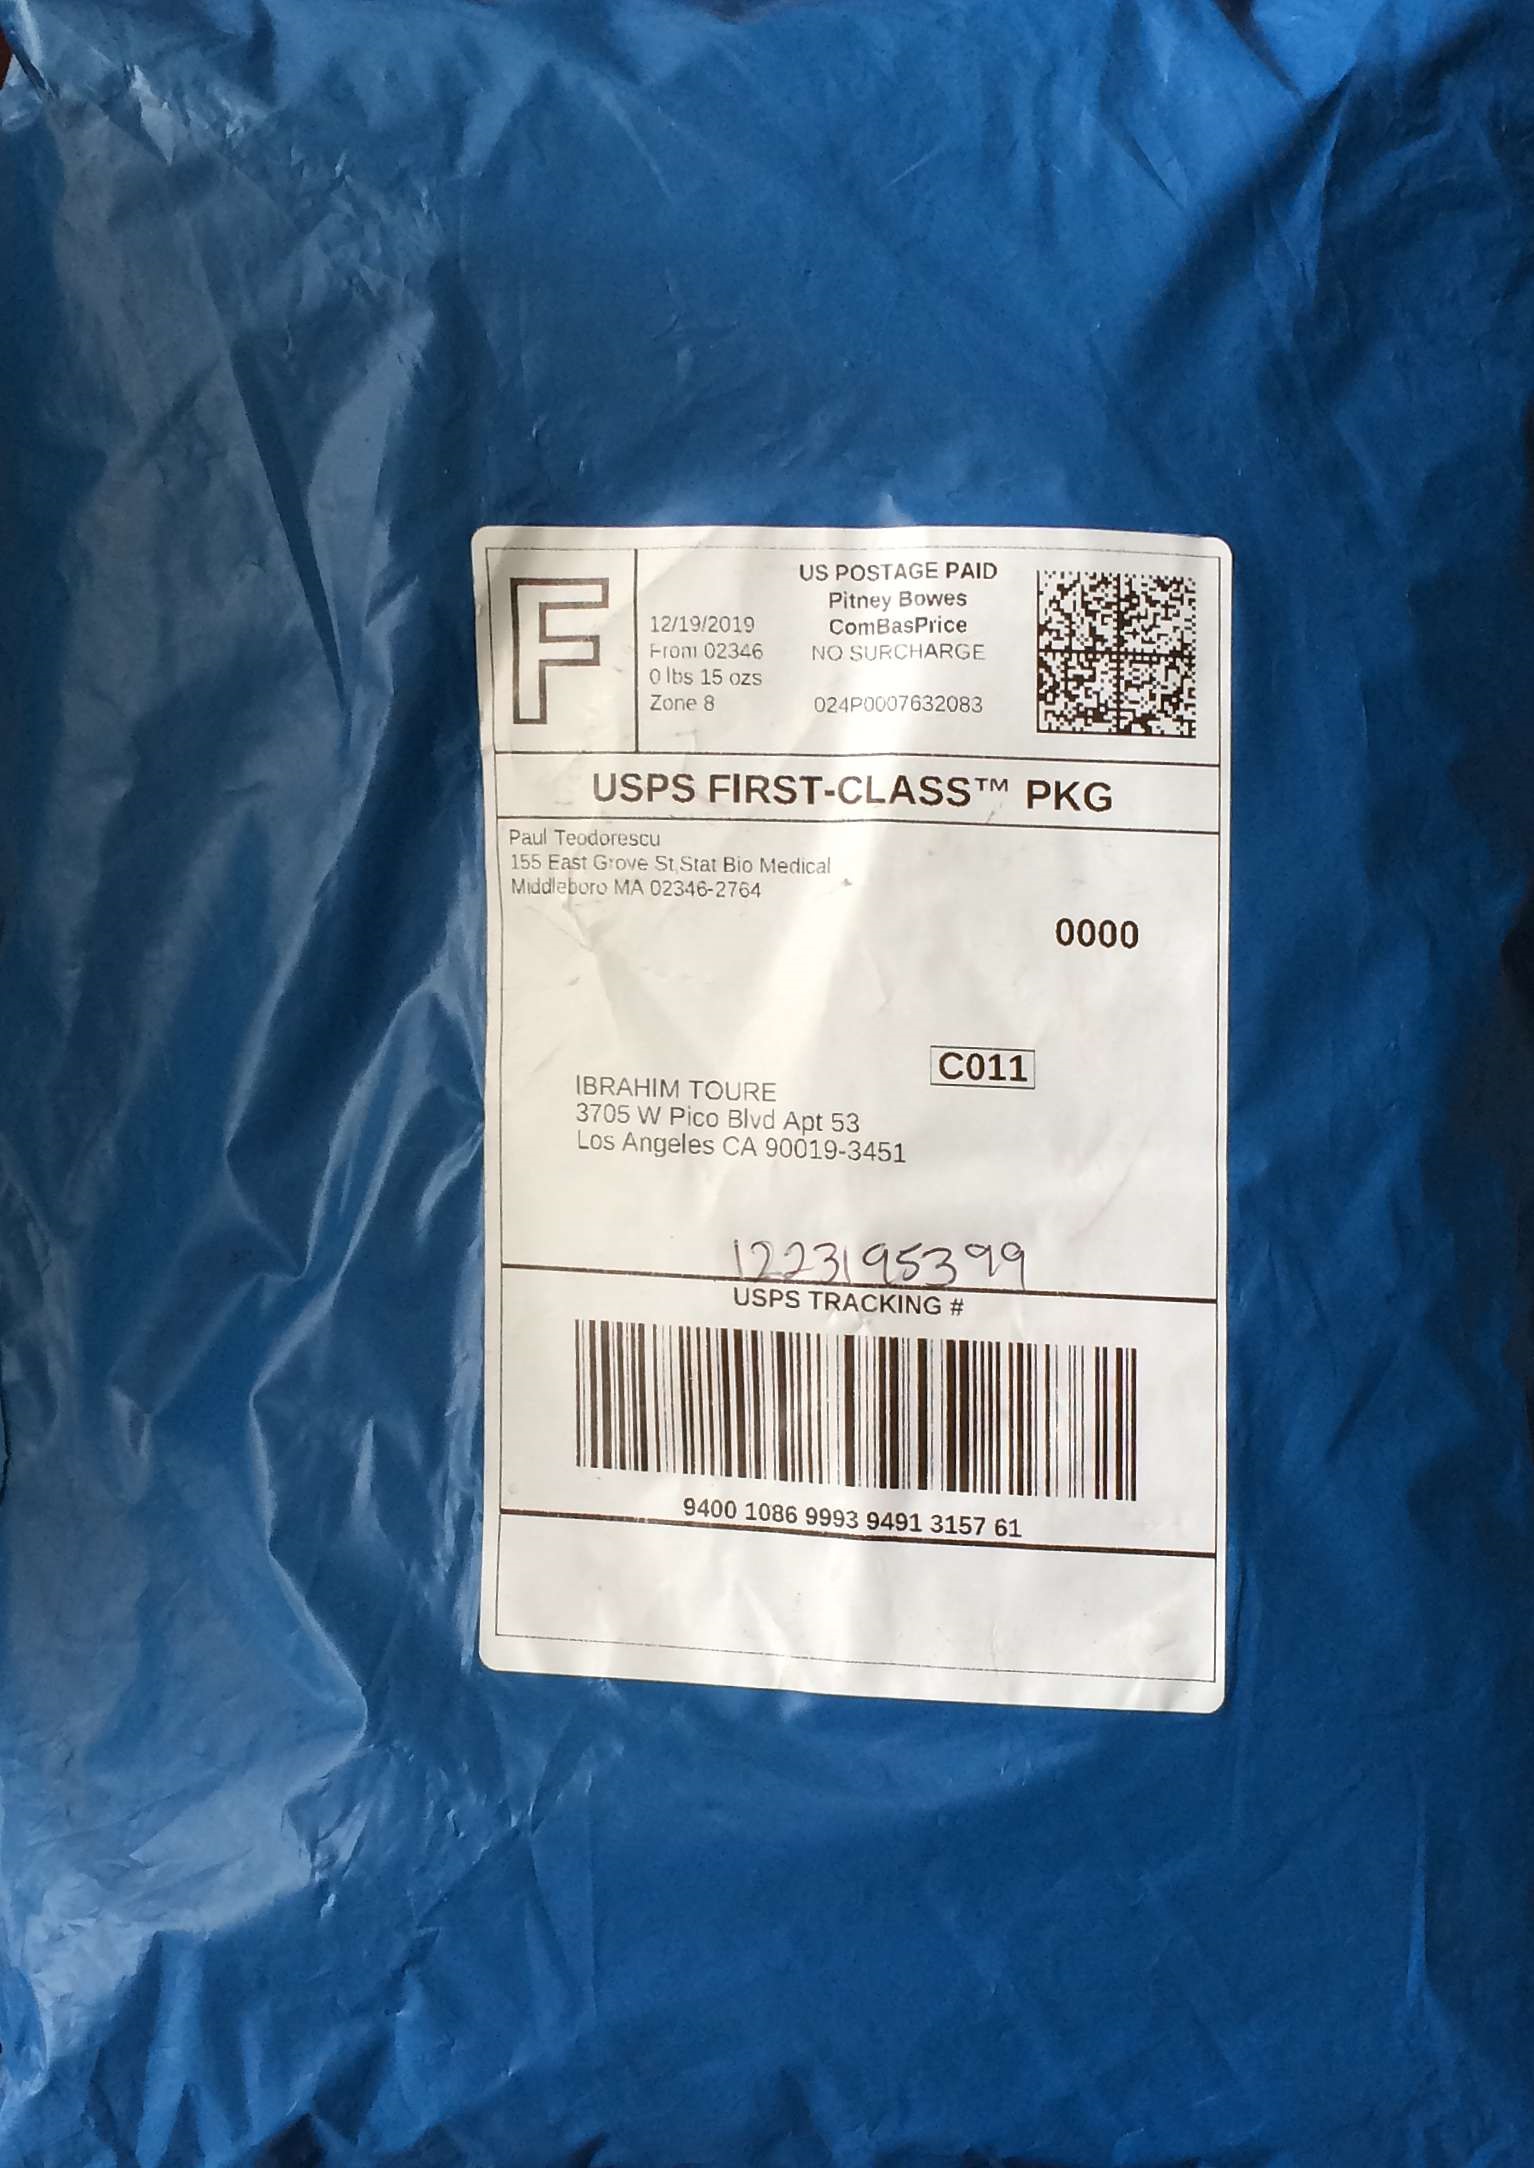 F
12/19/2019
From 02346
0 lbs 15 ozs
Zone 8
US POSTAGE PAID
Pitney Bowes
ComBasPrice
NO SURCHARGE
024P0007632083
USPS FIRST-CLASS™ PKG
Paul Teodorescu
155 East Grove St,Stat Bio Medical
Middleboro MA 02346-2764
0000
C011
IBRAHIM TOURE
3705 W Pico Blvd Apt 53
Los Angeles CA 90019-3451
1223195399
USPS TRACKING #
9400 1086 9993 9491 3157 61